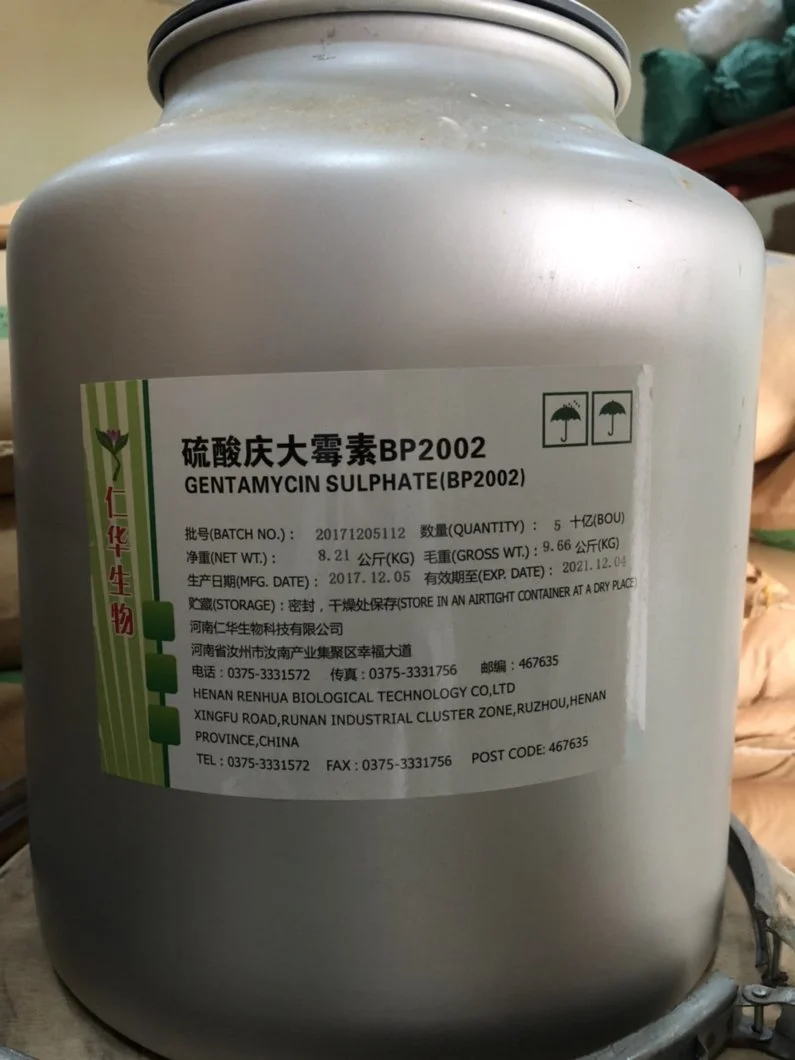 仁华生物
硫酸庆大霉素BP2002
GENTAMYCIN SULPHATE(BP2002)
批号(BATCH NO.)： 20171205112 数量(QUANTITY)： 5 十亿(BOU)
净重(NET WT.)： 8.21 公斤(KG) 毛重(GROSS WT.)：9.66 公斤(KG)
生产日期(MFG. DATE)： 2017.12.05 有效期至(EXP. DATE)： 2021.12.04
贮藏(STORAGE)：密封，干燥处保存(STORE IN AN AIRTIGHT CONTAINER AT A DRY PLACE)
河南仁华生物科技有限公司
河南省汝州市汝南产业集聚区幸福大道
电话：0375-3331572 传真：0375-3331756 邮编：467635
HENAN RENHUA BIOLOGICAL TECHNOLOGY CO,LTD
XINGFU ROAD,RUNAN INDUSTRIAL CLUSTER ZONE,RUZHOU,HENAN
PROVINCE,CHINA
TEL：0375-3331572 FAX：0375-3331756 POST CODE: 467635